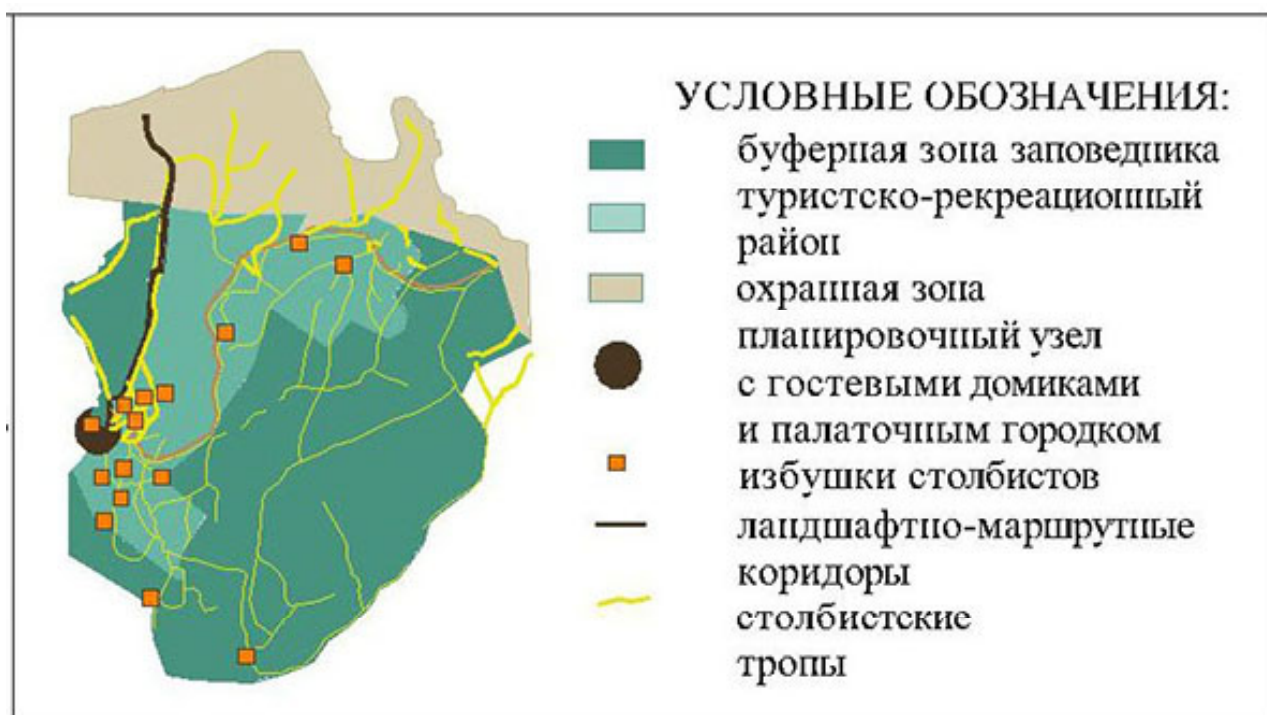 УСЛОВНЫЕ ОБОЗНАЧЕНИЯ:
буферная зона заповедника
туристско-рекреационный
район
охранная зона
планировочный узел
с гостевыми домиками
и палаточным городком
избушки столбистов
ландшафтно-маршрутные
коридоры
столбистские
тропы